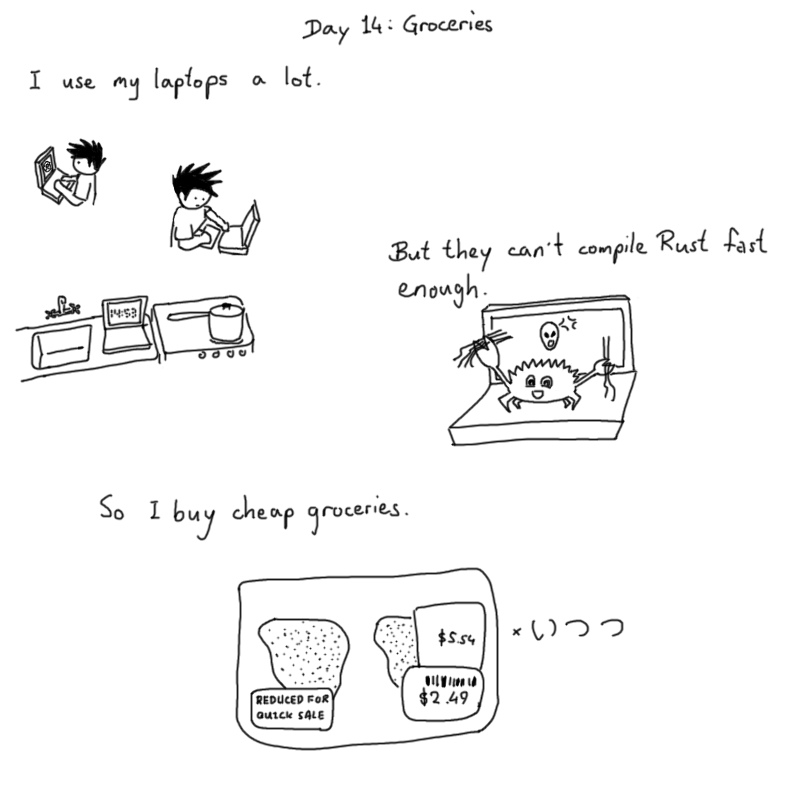 Day 14: Groceries
I use my laptops a lot.
14:53
But they can't compile Rust fast
enough.
So I buy cheap groceries.
$5.54
× いつつ
$2.49
REDUCED FOR
QUICK SALE